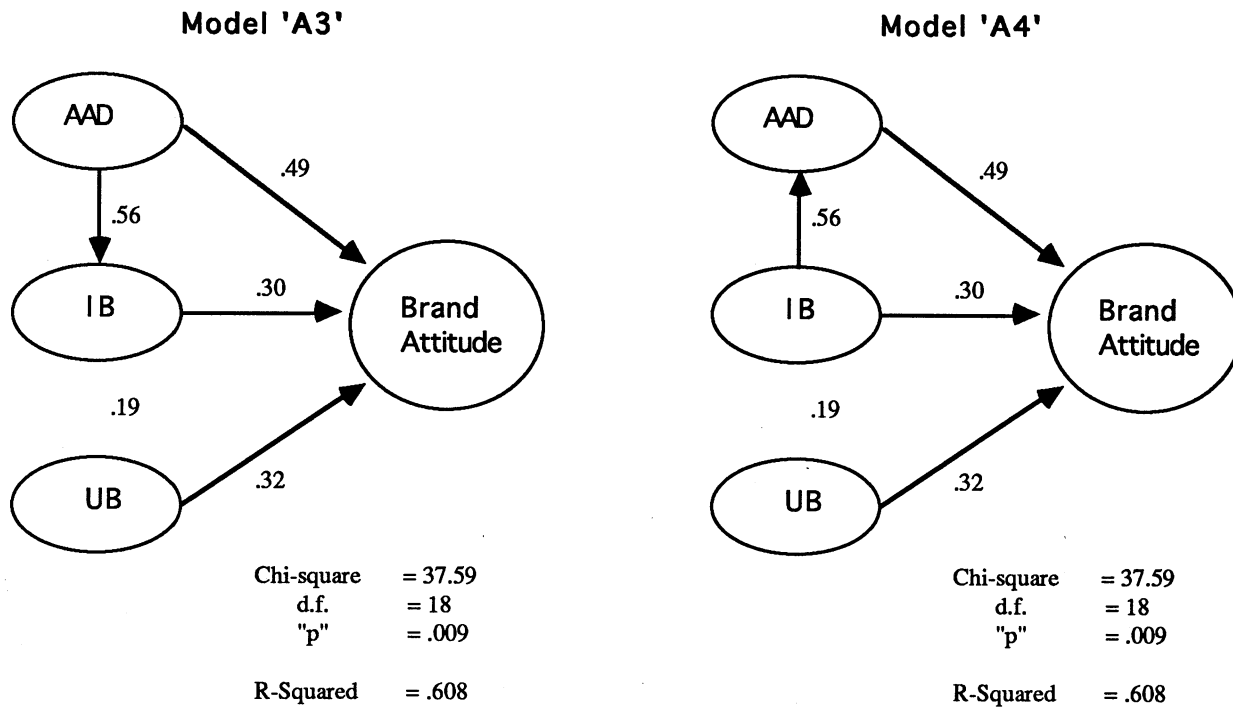 Model 'A3'
AAD
.49
.56
IB
.30
Brand
Attitude
.19
UB
.32
Chi-square = 37.59
d.f. = 18
"p" = .009
R-Squared = .608
Model 'A4'
AAD
.49
.56
IB
.30
Brand
Attitude
.19
UB
.32
Chi-square = 37.59
d.f. = 18
"p" = .009
R-Squared = .608